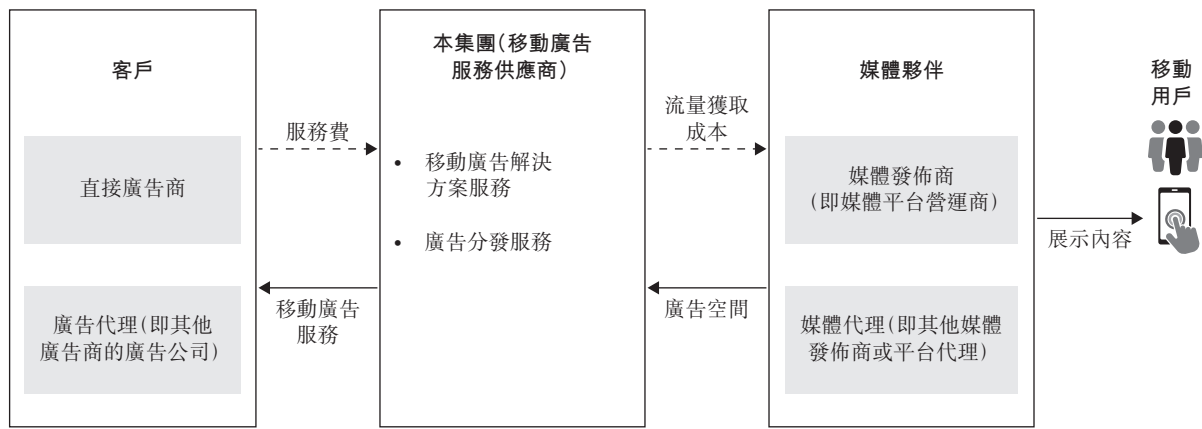 客戶
直接廣告商
廣告代理(即其他
廣告商的廣告公司)
服務費
移動廣告
服務
本集團(移動廣告
服務供應商)
• 移動廣告解決
方案服務
• 廣告分發服務
流量獲取
成本
廣告空間
媒體夥伴
媒體發佈商
(即媒體平台營運商)
媒體代理(即其他媒體
發佈商或平台代理)
展示內容
移動
用戶